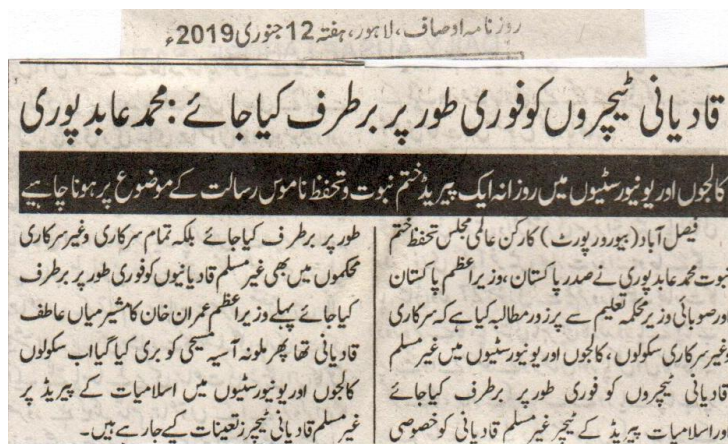 روزنامہ اوصاف، لاہور، ہفتہ 12 جنوری 2019ء
قادیانی ٹیچروں کو فوری طور پر برطرف کیا جائے : محمد عابد پوری
کالجوں اور یونیورسٹیوں میں روزانہ ایک پیریڈ ختم نبوت و تحفظ ناموس رسالت کے موضوع پر ہونا چاہیے
فیصل آباد (بیورو رپورٹ) کارکن عالمی مجلس تحفظ ختم
نبوت محمد عابد پوری نے صدر پاکستان، وزیر اعظم پاکستان
اور صوبائی وزیر محکمہ تعلیم سے پرزور مطالبہ کیا ہے کہ سرکاری
وغیر سرکاری سکولوں، کالجوں اور یونیورسٹیوں میں غیر مسلم
قادیانی ٹیچروں کو فوری طور پر برطرف کیا جائے
اور اسلامیات پیریڈ کے ٹیچر غیر مسلم قادیانی کو خصوصی
طور پر برطرف کیا جائے بلکہ تمام سرکاری وغیر سرکاری
محکموں میں بھی غیر مسلم قادیانیوں کو فوری طور پر برطرف
کیا جائے پہلے وزیر اعظم عمران خان کا مشیر میاں عاطف
قادیانی تھا پھر ملعونہ آسیہ مسیحی کو بری کیا گیا اب سکولوں
کالجوں اور یونیورسٹیوں میں اسلامیات کے پیریڈ پر
غیر مسلم قادیانی ٹیچرز تعینات کیے جا رہے ہیں۔